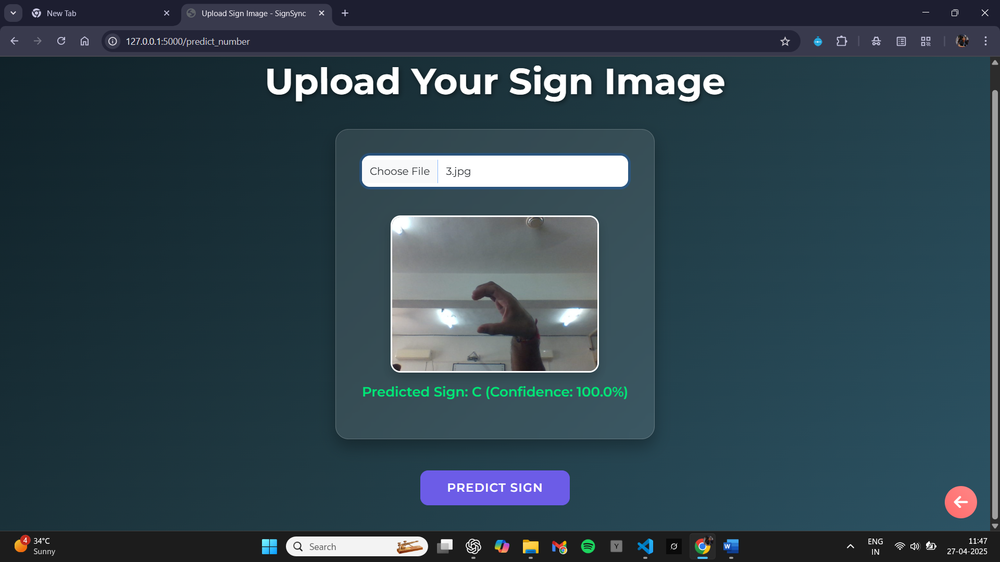 New Tab
Upload Sign Image - SignSync
127.0.0.1:5000/predict_number
Upload Your Sign Image
Choose File 3.jpg
Predicted Sign: C (Confidence: 100.0%)
PREDICT SIGN
4
34°C
Sunny
Search
Y
W
ENG
IN
11:47
27-04-2025